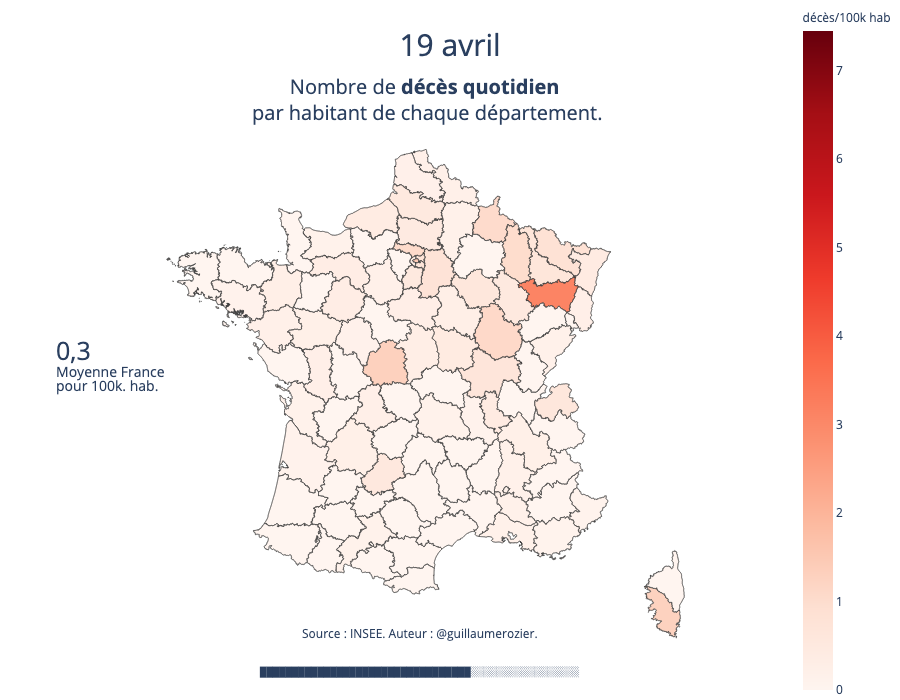 décès/100k hab
19 avril
Nombre de décès quotidien
par habitant de chaque département.
7
6
5
4
3
2
1
0
0,3
Moyenne France
pour 100k. hab.
Source : INSEE. Auteur : @guillaumerozier.